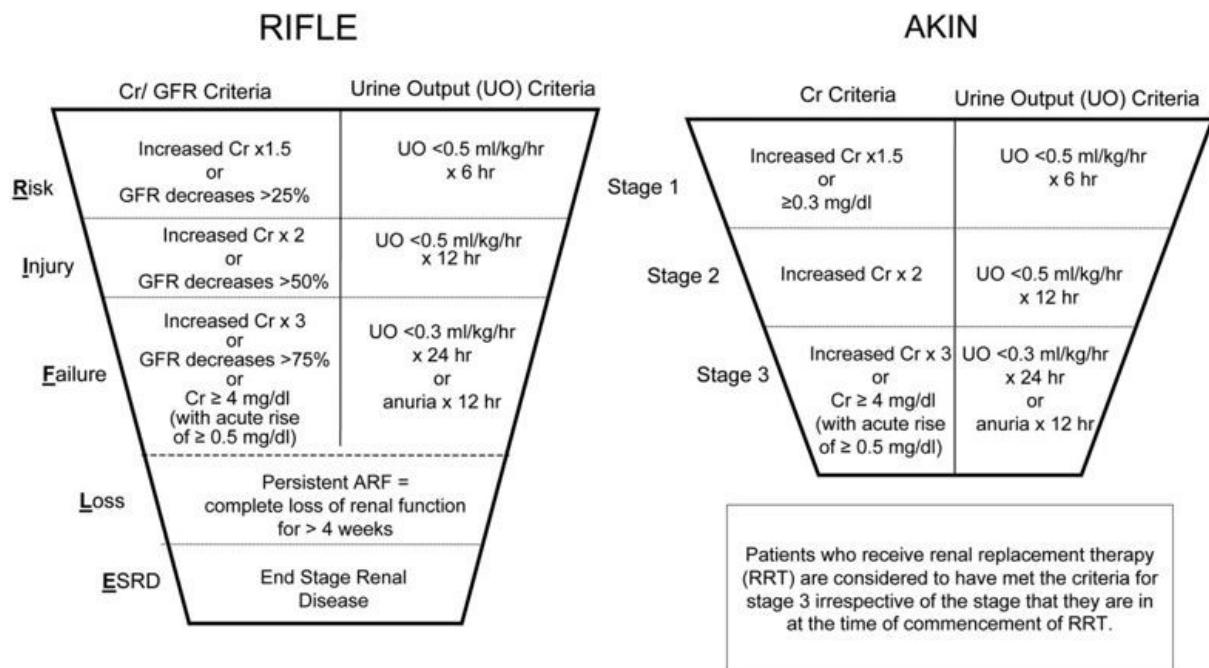 RIFLE
Cr/ GFR Criteria
Urine Output (UO) Criteria
Risk
Increased Cr x1.5
or
GFR decreases >25%
UO <0.5 ml/kg/hr
x 6 hr
Injury
Increased Cr x 2
or
GFR decreases >50%
UO <0.5 ml/kg/hr
x 12 hr
Failure
Increased Cr x 3
or
GFR decreases >75%
or
Cr ≥ 4 mg/dl
(with acute rise
of ≥ 0.5 mg/dl)
UO <0.3 ml/kg/hr
x 24 hr
or
anuria x 12 hr
Loss
Persistent ARF =
complete loss of renal function
for > 4 weeks
ESRD
End Stage Renal
Disease
AKIN
Cr Criteria
Urine Output (UO) Criteria
Stage 1
Increased Cr x1.5
or
≥0.3 mg/dl
UO <0.5 ml/kg/hr
x 6 hr
Stage 2
Increased Cr x 2
UO <0.5 ml/kg/hr
x 12 hr
Stage 3
Increased Cr x 3
or
Cr ≥ 4 mg/dl
(with acute rise
of ≥ 0.5 mg/dl)
UO <0.3 ml/kg/hr
x 24 hr
or
anuria x 12 hr
Patients who receive renal replacement therapy
(RRT) are considered to have met the criteria for
stage 3 irrespective of the stage that they are in
at the time of commencement of RRT.